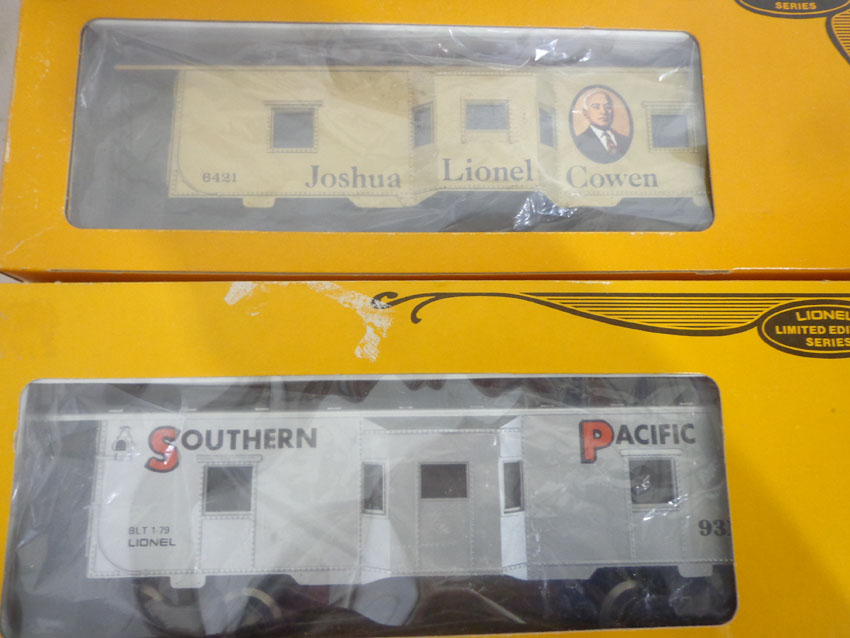 SERIES
6421 Joshua Lionel Cowen
LIONEL
LIMITED EDI
SERIES
SOUTHERN PACIFIC
BLT 1-79
LIONEL
93